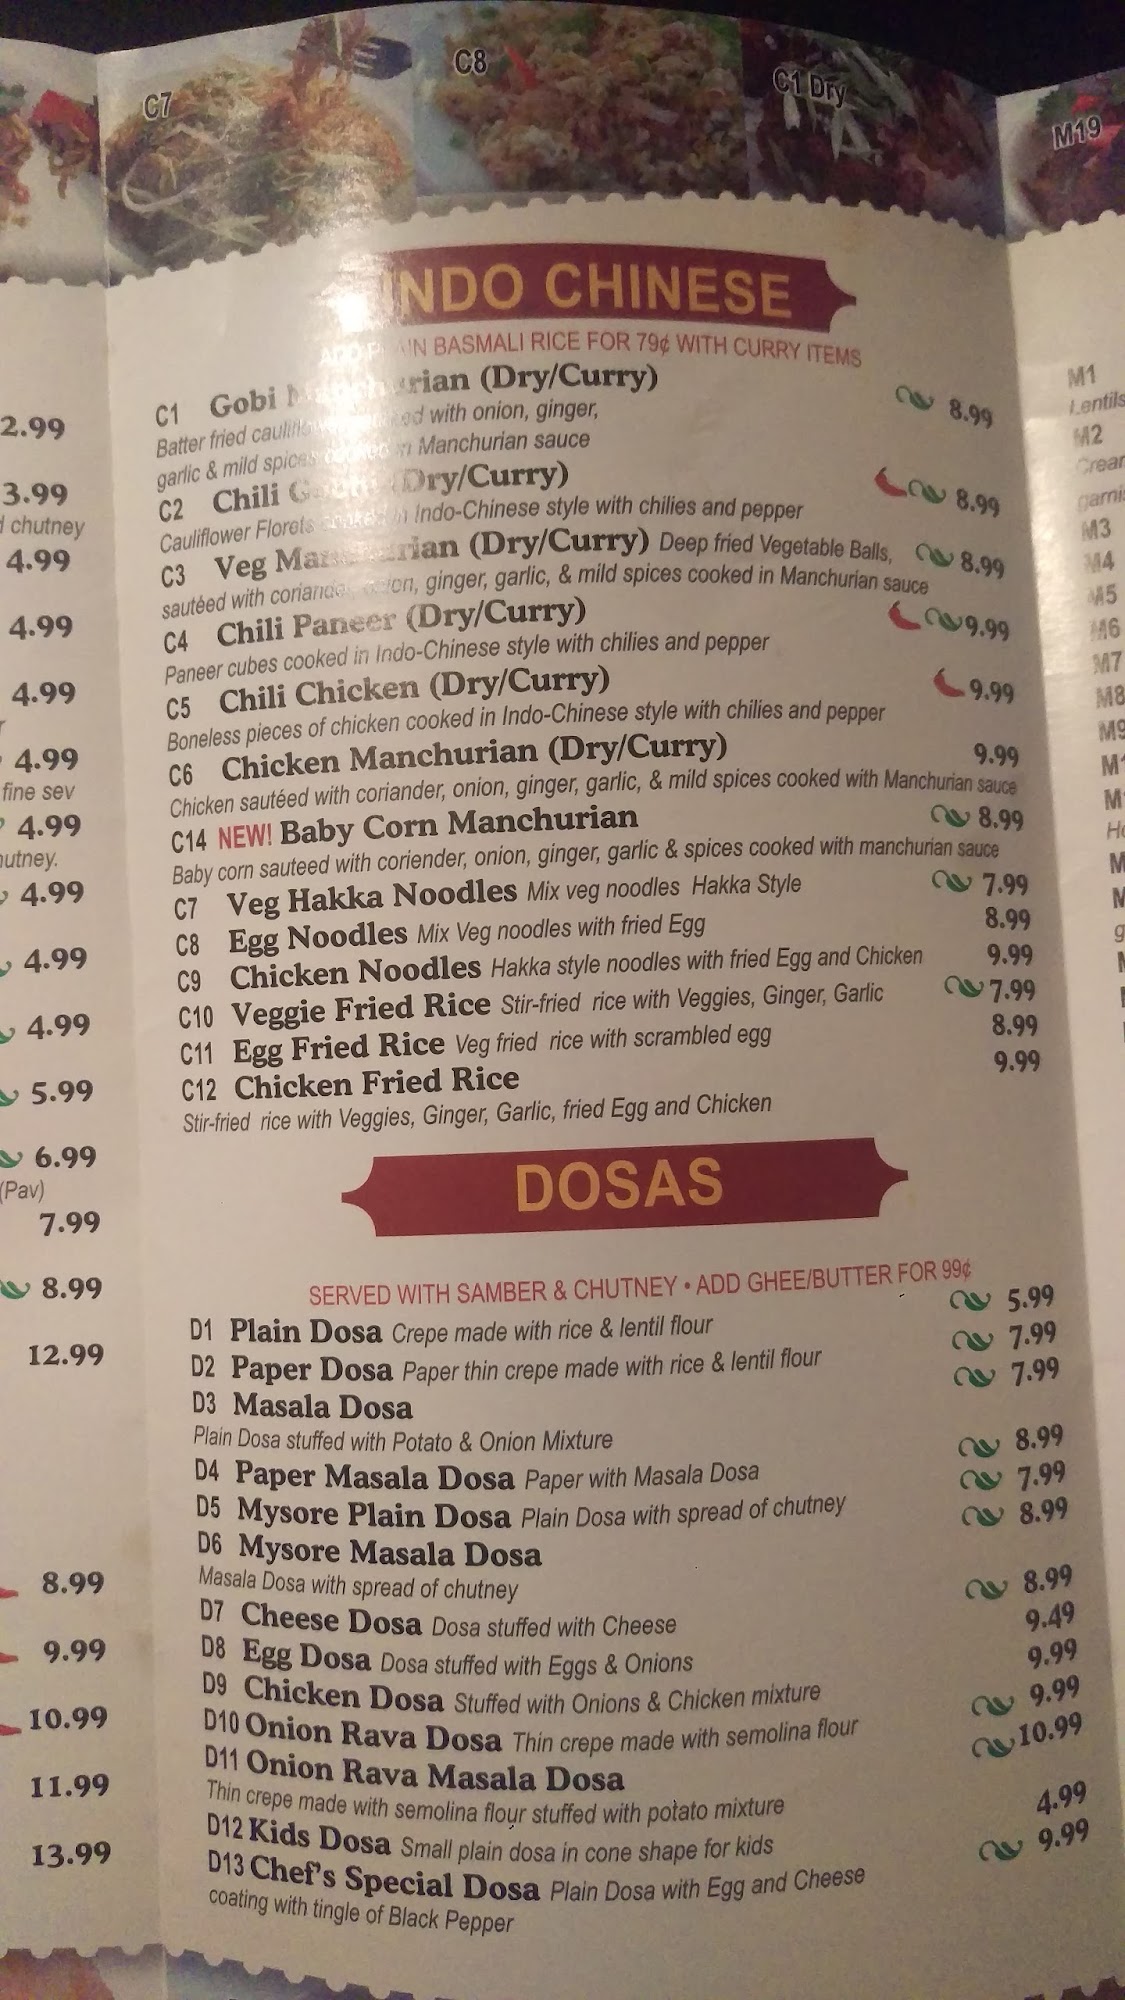 C7
C8
C1 Dry
M19
INDO CHINESE
BASMALI RICE FOR 79¢ WITH CURRY ITEMS
C1 Gobi (Dry/Curry) 8.99
Batter fried with onion, ginger,
garlic & mild spices in Manchurian sauce
C2 Chili (Dry/Curry) 8.99
Cauliflower Florets in Indo-Chinese style with chilies and pepper
C3 Veg (Dry/Curry) Deep fried Vegetable Balls, 8.99
sautéed with ginger, garlic, & mild spices cooked in Manchurian sauce
C4 Chili Paneer (Dry/Curry) 9.99
Paneer cubes cooked in Indo-Chinese style with chilies and pepper
C5 Chili Chicken (Dry/Curry) 9.99
Boneless pieces of chicken cooked in Indo-Chinese style with chilies and pepper
C6 Chicken Manchurian (Dry/Curry) 9.99
Chicken sautéed with coriander, onion, ginger, garlic, & mild spices cooked with Manchurian sauce
C14 NEW! Baby Corn Manchurian 8.99
Baby corn sauteed with coriender, onion, ginger, garlic & spices cooked with manchurian sauce
C7 Veg Hakka Noodles Mix veg noodles Hakka Style 7.99
C8 Egg Noodles Mix Veg noodles with fried Egg 8.99
C9 Chicken Noodles Hakka style noodles with fried Egg and Chicken 9.99
C10 Veggie Fried Rice Stir-fried rice with Veggies, Ginger, Garlic 7.99
C11 Egg Fried Rice Veg fried rice with scrambled egg 8.99
C12 Chicken Fried Rice 9.99
Stir-fried rice with Veggies, Ginger, Garlic, fried Egg and Chicken
DOSAS
SERVED WITH SAMBER & CHUTNEY • ADD GHEE/BUTTER FOR 99¢
D1 Plain Dosa Crepe made with rice & lentil flour 5.99
D2 Paper Dosa Paper thin crepe made with rice & lentil flour 7.99
D3 Masala Dosa 7.99
Plain Dosa stuffed with Potato & Onion Mixture
D4 Paper Masala Dosa Paper with Masala Dosa 8.99
D5 Mysore Plain Dosa Plain Dosa with spread of chutney 7.99
D6 Mysore Masala Dosa 8.99
Masala Dosa with spread of chutney
D7 Cheese Dosa Dosa stuffed with Cheese 8.99
D8 Egg Dosa Dosa stuffed with Eggs & Onions 9.49
D9 Chicken Dosa Stuffed with Onions & Chicken mixture 9.99
D10 Onion Rava Dosa Thin crepe made with semolina flour 9.99
D11 Onion Rava Masala Dosa 10.99
Thin crepe made with semolina flour stuffed with potato mixture
D12 Kids Dosa Small plain dosa in cone shape for kids 4.99
D13 Chef's Special Dosa Plain Dosa with Egg and Cheese 9.99
coating with tingle of Black Pepper
2.99
3.99
chutney
4.99
4.99
4.99
4.99
fine sev
4.99
4.99
4.99
4.99
5.99
6.99
(Pav)
7.99
8.99
12.99
8.99
9.99
10.99
11.99
13.99
M1
Lentils
M2
M3
M4
M5
M6
M7
M8